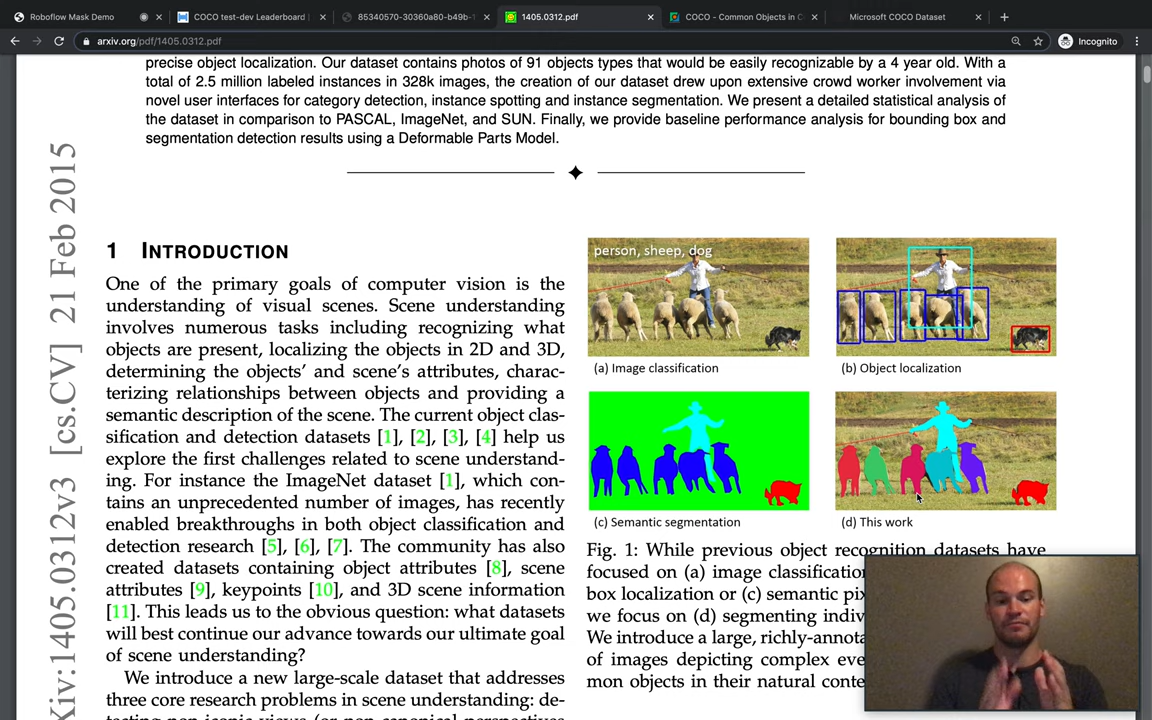 Roboflow Mask Demo
COCO test-dev Leaderboard
85340570-30360a80-b49b-
1405.0312.pdf
COCO - Common Objects in C
Microsoft COCO Dataset
arxiv.org/pdf/1405.0312.pdf
Incognito
precise object localization. Our dataset contains photos of 91 objects types that would be easily recognizable by a 4 year old. With a
total of 2.5 million labeled instances in 328k images, the creation of our dataset drew upon extensive crowd worker involvement via
novel user interfaces for category detection, instance spotting and instance segmentation. We present a detailed statistical analysis of
the dataset in comparison to PASCAL, ImageNet, and SUN. Finally, we provide baseline performance analysis for bounding box and
segmentation detection results using a Deformable Parts Model.
Xiv:1405.0312v3 [cs.CV] 21 Feb 2015
1 INTRODUCTION
One of the primary goals of computer vision is the
understanding of visual scenes. Scene understanding
involves numerous tasks including recognizing what
objects are present, localizing the objects in 2D and 3D,
determining the objects' and scene's attributes, charac-
terizing relationships between objects and providing a
semantic description of the scene. The current object clas-
sification and detection datasets [1], [2], [3], [4] help us
explore the first challenges related to scene understand-
ing. For instance the ImageNet dataset [1], which con-
tains an unprecedented number of images, has recently
enabled breakthroughs in both object classification and
detection research [5], [6], [7]. The community has also
created datasets containing object attributes [8], scene
attributes [9], keypoints [10], and 3D scene information
[11]. This leads us to the obvious question: what datasets
will best continue our advance towards our ultimate goal
of scene understanding?
We introduce a new large-scale dataset that addresses
three core research problems in scene understanding: de-
tecting non-iconic views (or non-canonical perspectives
person, sheep, dog
(a) Image classification
(b) Object localization
(c) Semantic segmentation
(d) This work
Fig. 1: While previous object recognition datasets have
focused on (a) image classification
box localization or (c) semantic pix
we focus on (d) segmenting indiv
We introduce a large, richly-annota
of images depicting complex eve
mon objects in their natural conte